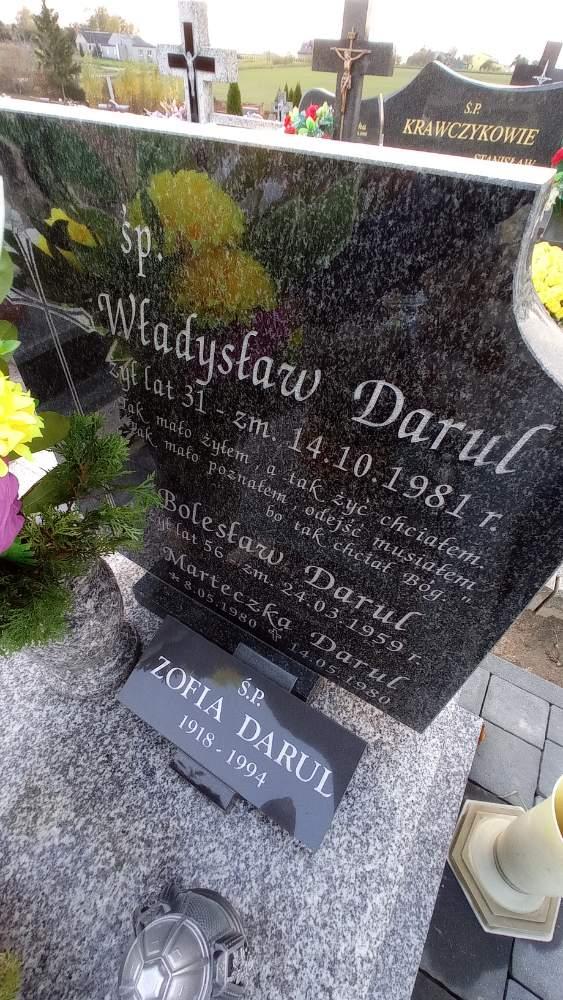 Ś.P.
KRAWCZYKOWIE
STANISŁAW
śp.
Władysław Darul
żył lat 31 - zm. 14.10.1981 r.
Tak mało żyłem, a tak żyć chciałem.
Tak mało poznałem, odejść musiałem
bo tak chciał Bóg."
Bolesław Darul
żył lat 56 - zm. 24.03.1959 r.
Marteczka Darul
* 8.05.1980 14.05.1980
Ś.P.
ZOFIA DARUL
1918 - 1994